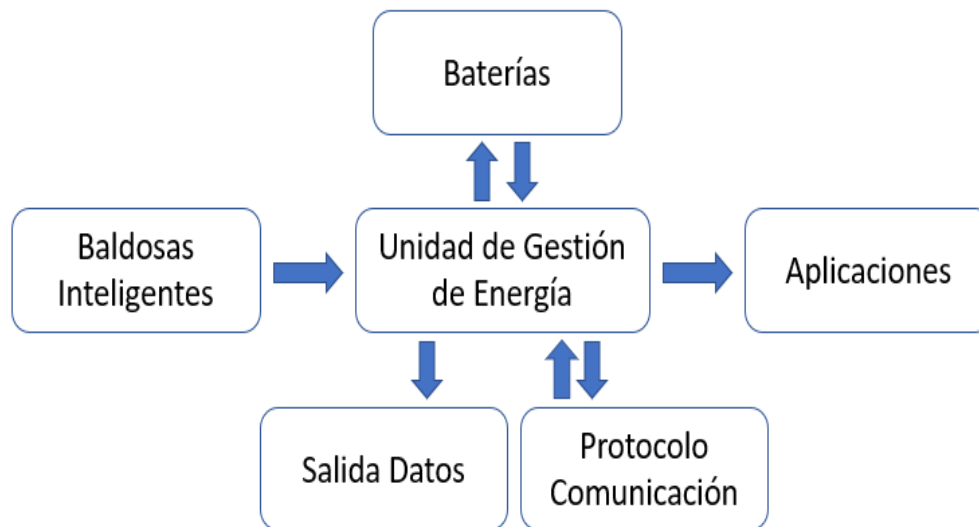 Baterías
Baldosas
Inteligentes
Unidad de Gestión
de Energía
Aplicaciones
Salida Datos
Protocolo
Comunicación